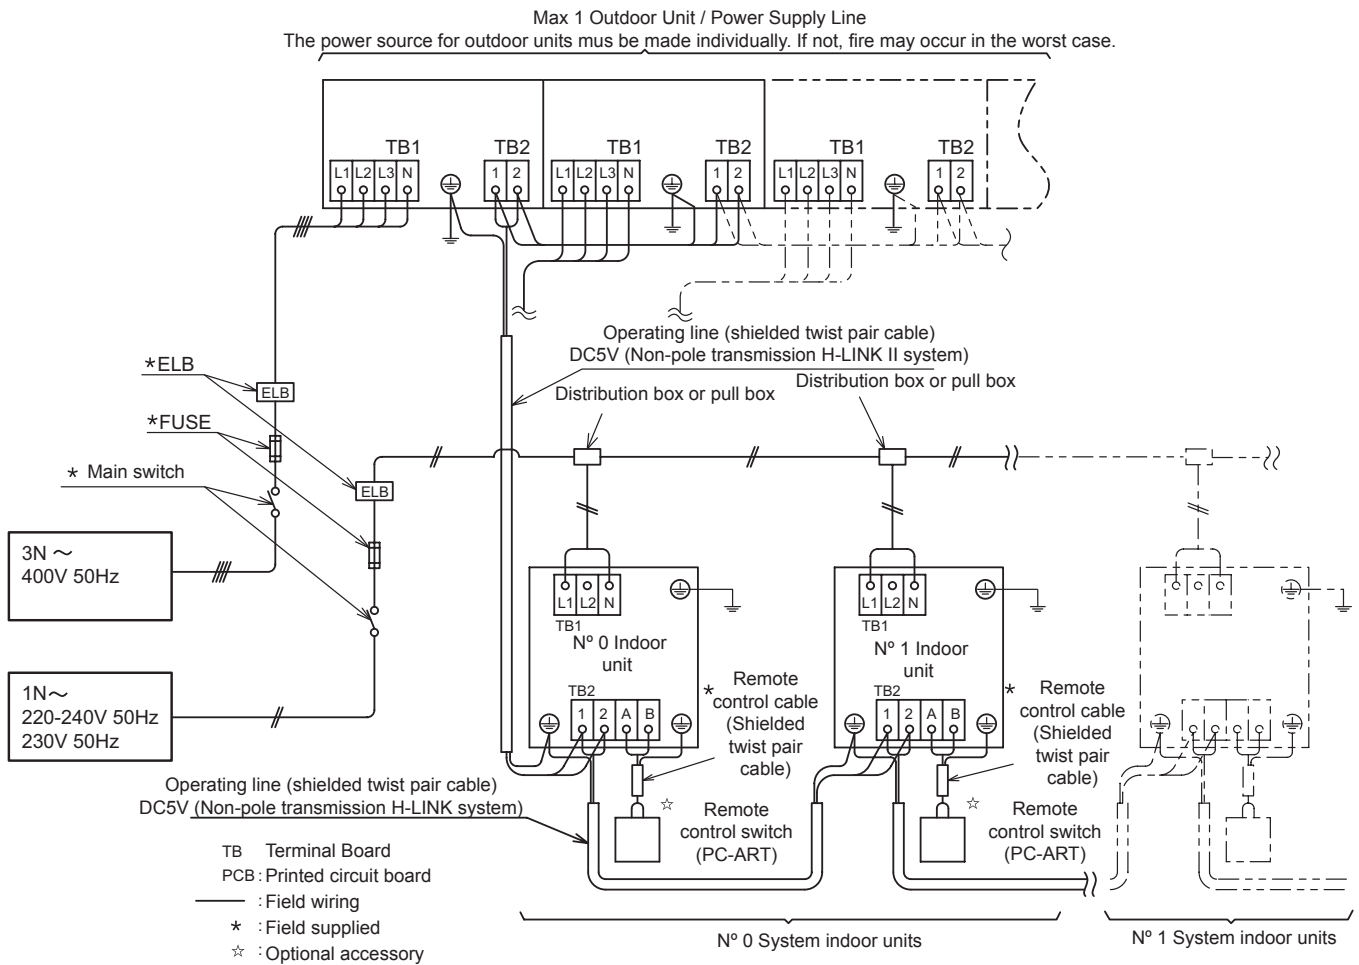 Max 1 Outdoor Unit / Power Supply Line
The power source for outdoor units mus be made individually. If not, fire may occur in the worst case.
TB1 TB2 TB1 TB2 TB1 TB2
L1 L2 L3 N 1 2 L1 L2 L3 N 1 2 L1 L2 L3 N 1 2
Operating line (shielded twist pair cable)
DC5V (Non-pole transmission H-LINK II system)
*ELB
ELB
Distribution box or pull box
Distribution box or pull box
*FUSE
* Main switch
ELB
3N ~
400V 50Hz
1N~
220-240V 50Hz
230V 50Hz
L1 L2 N
TB1
Nº 0 Indoor
unit
TB2
1 2 A B
* Remote
control cable
(Shielded
twist pair
cable)
☆ Remote
control switch
(PC-ART)
L1 L2 N
TB1
Nº 1 Indoor
unit
TB2
1 2 A B
* Remote
control cable
(Shielded
twist pair
cable)
☆ Remote
control switch
(PC-ART)
Operating line (shielded twist pair cable)
DC5V (Non-pole transmission H-LINK system)
TB Terminal Board
PCB : Printed circuit board
: Field wiring
* : Field supplied
☆ : Optional accessory
Nº 0 System indoor units
Nº 1 System indoor units